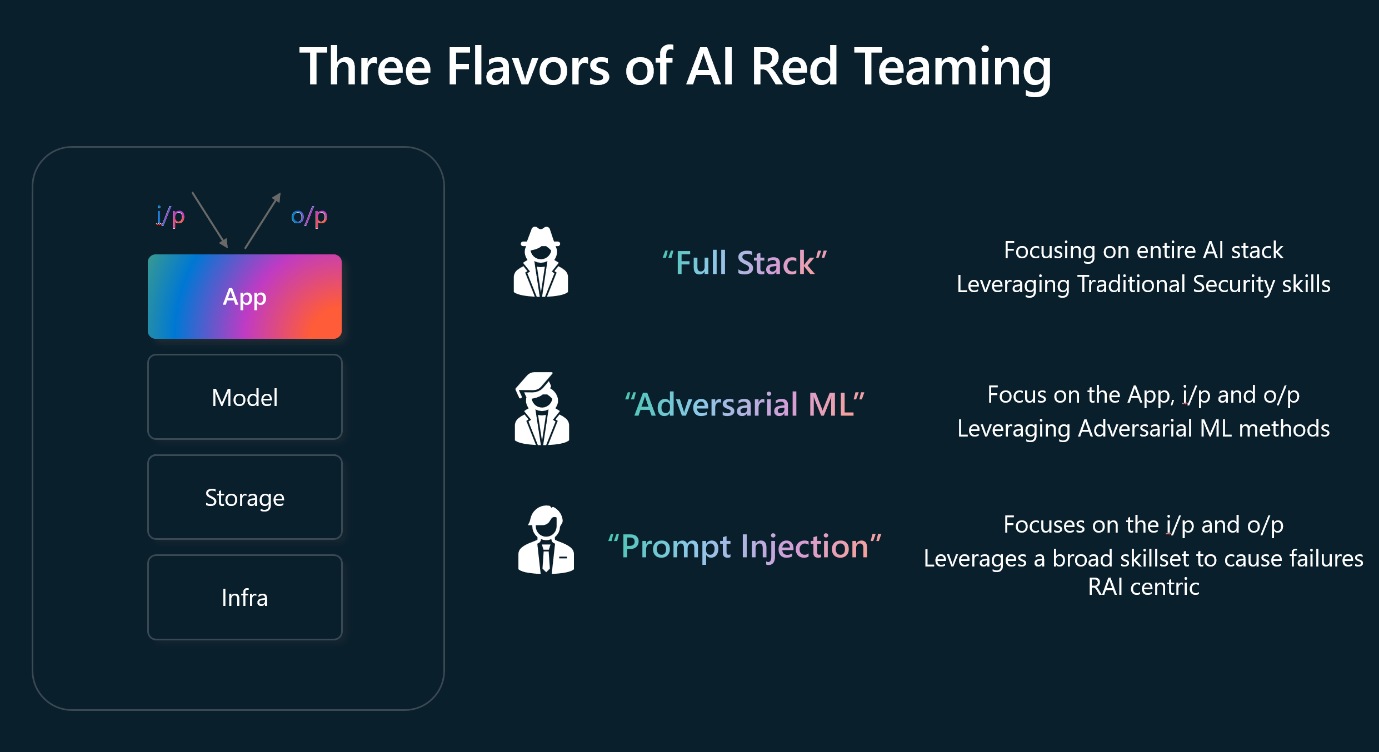 Three Flavors of AI Red Teaming
i/p
o/p
App
Model
Storage
Infra
“Full Stack”
Focusing on entire AI stack
Leveraging Traditional Security skills
“Adversarial ML”
Focus on the App, i/p and o/p
Leveraging Adversarial ML methods
“Prompt Injection”
Focuses on the i/p and o/p
Leverages a broad skillset to cause failures
RAI centric